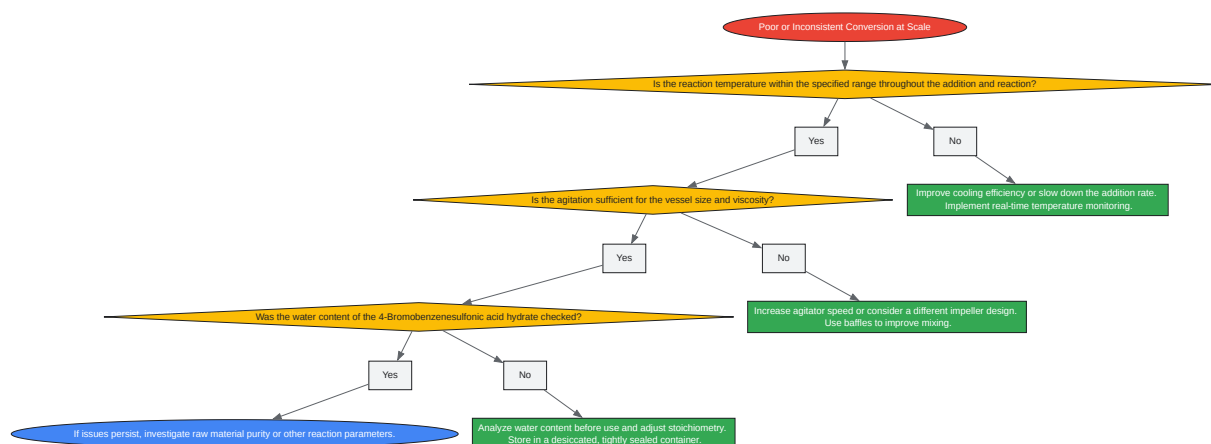 Poor or Inconsistent Conversion at Scale
Is the reaction temperature within the specified range throughout the addition and reaction?
Yes
No
Improve cooling efficiency or slow down the addition rate.
Implement real-time temperature monitoring.
Is the agitation sufficient for the vessel size and viscosity?
Yes
No
Increase agitator speed or consider a different impeller design.
Use baffles to improve mixing.
Was the water content of the 4-Bromobenzenesulfonic acid hydrate checked?
Yes
No
If issues persist, investigate raw material purity or other reaction parameters.
Analyze water content before use and adjust stoichiometry.
Store in a desiccated, tightly sealed container.